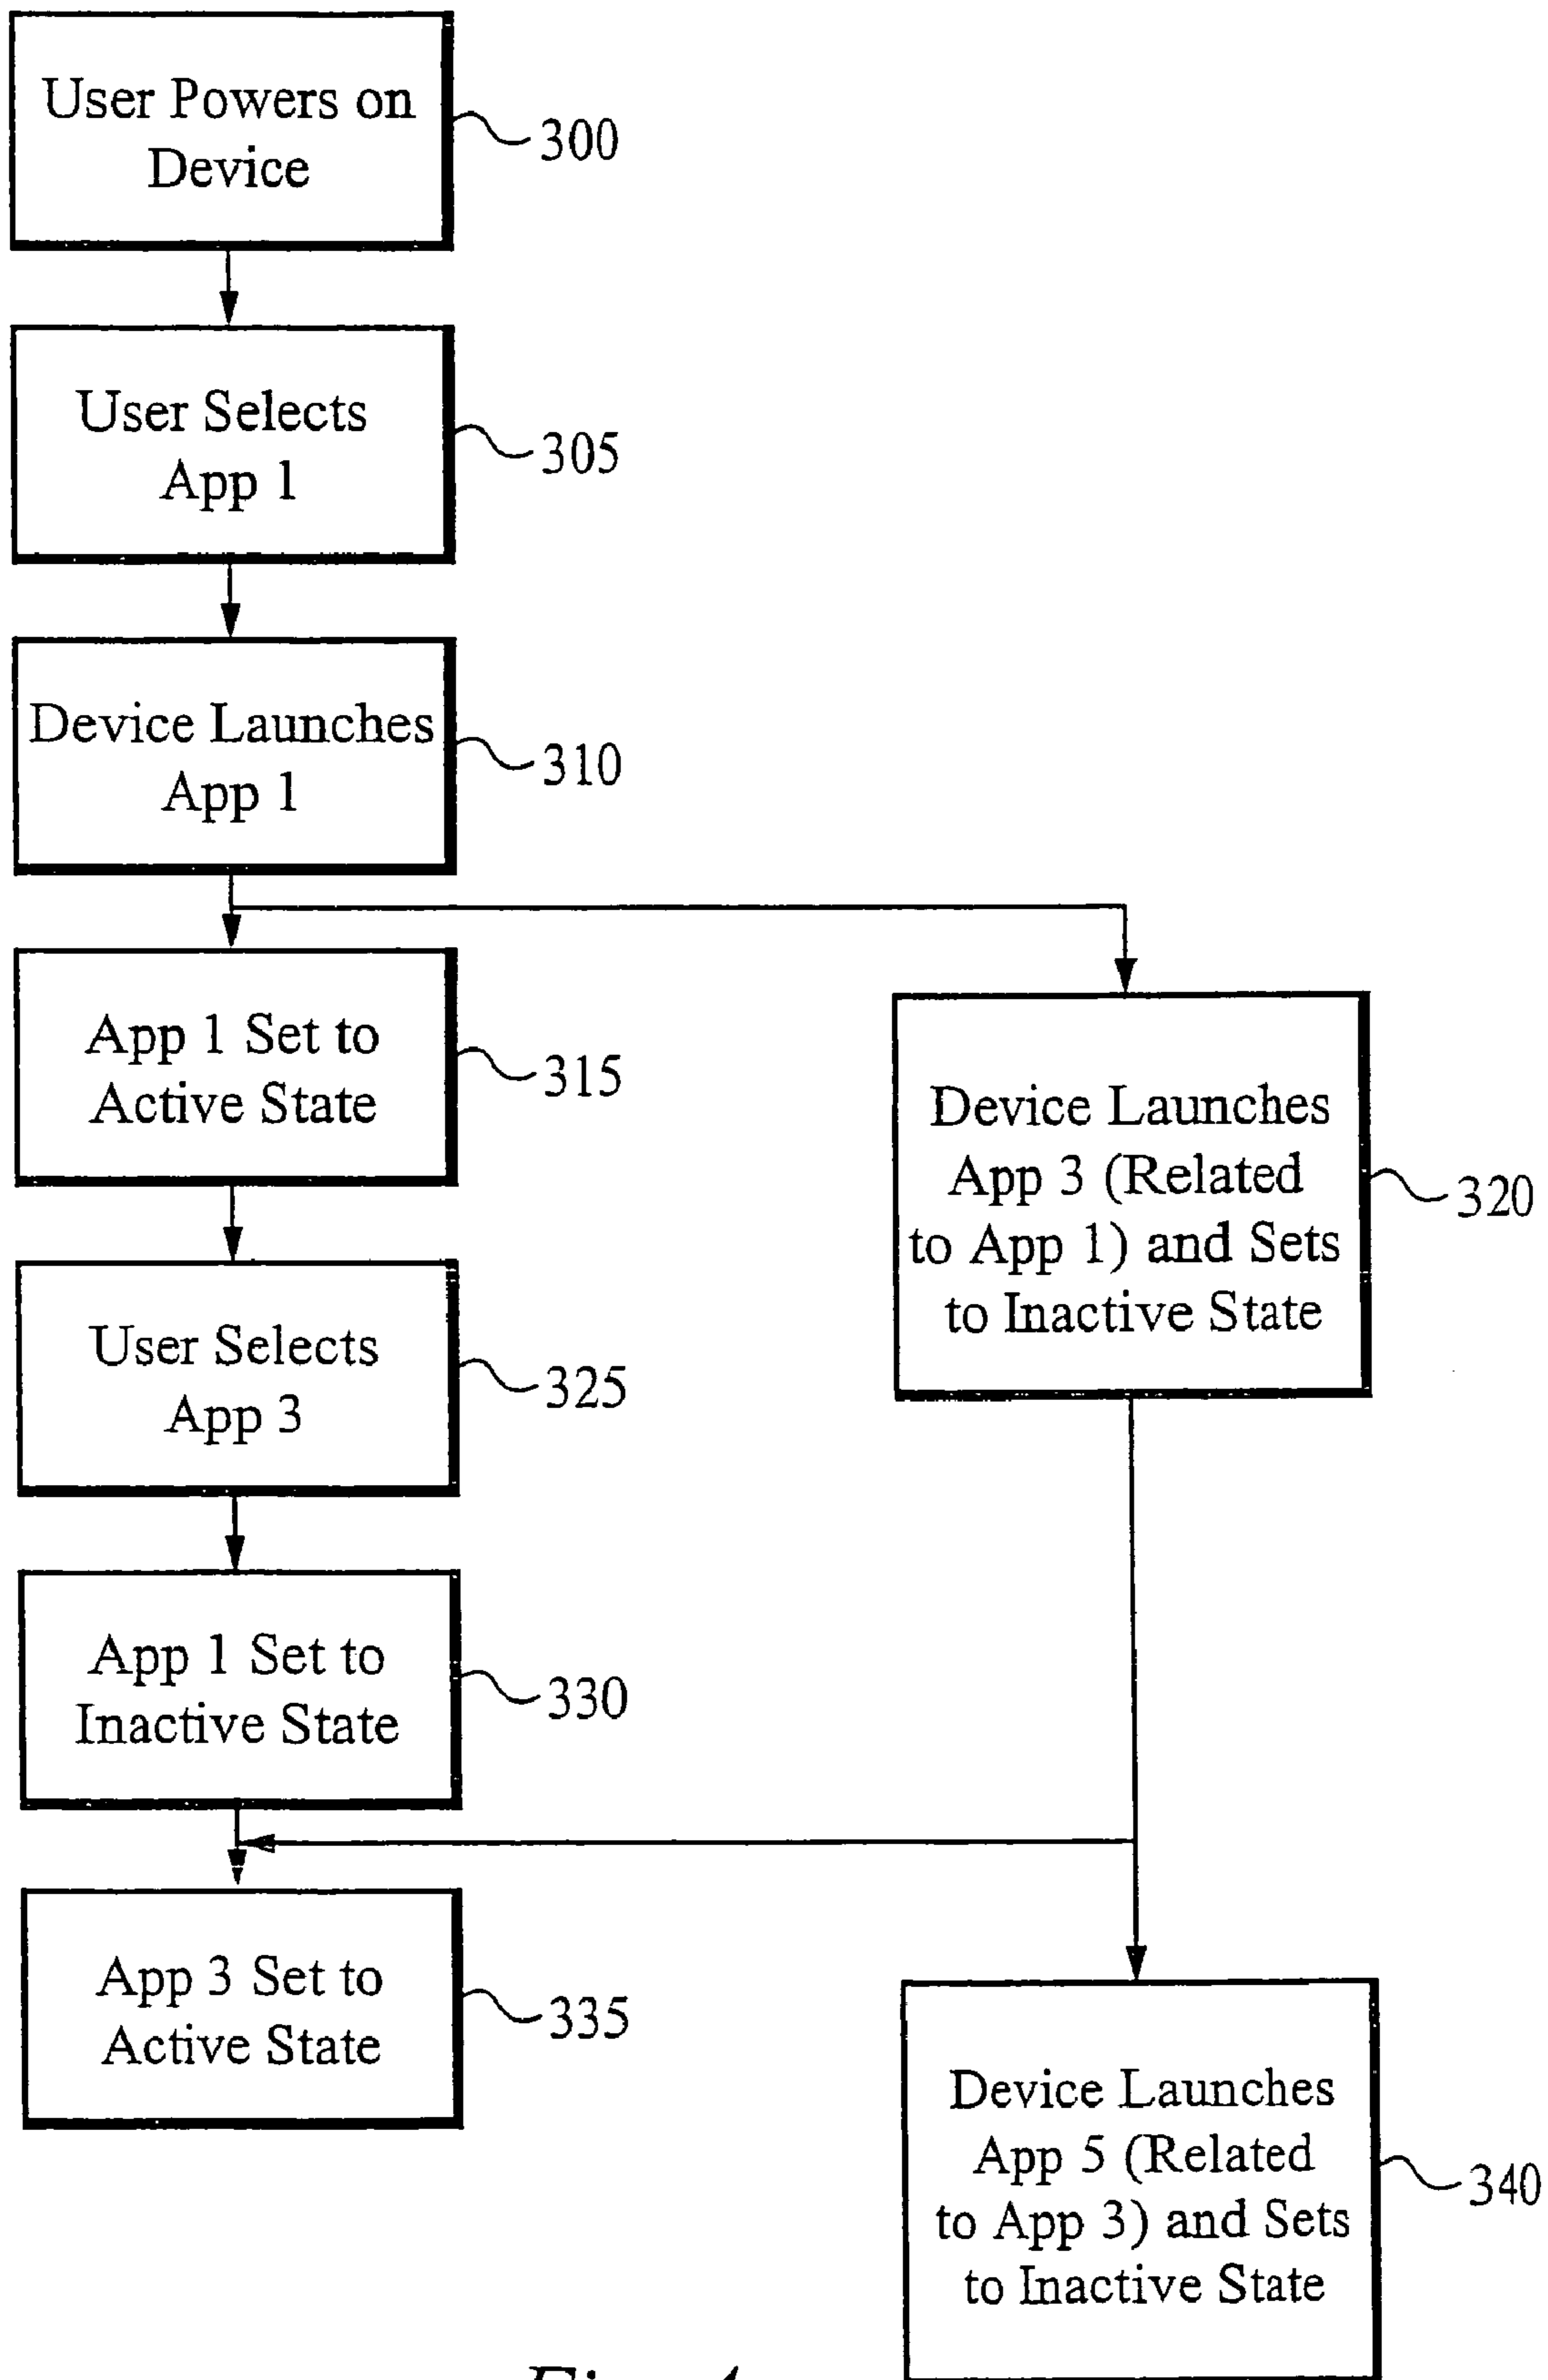 User Powers on
Device
300
User Selects
App 1
305
Device Launches
App 1
310
App 1 Set to
Active State
315
Device Launches
App 3 (Related
to App 1) and Sets
to Inactive State
320
User Selects
App 3
325
App 1 Set to
Inactive State
330
App 3 Set to
Active State
335
Device Launches
App 5 (Related
to App 3) and Sets
to Inactive State
340